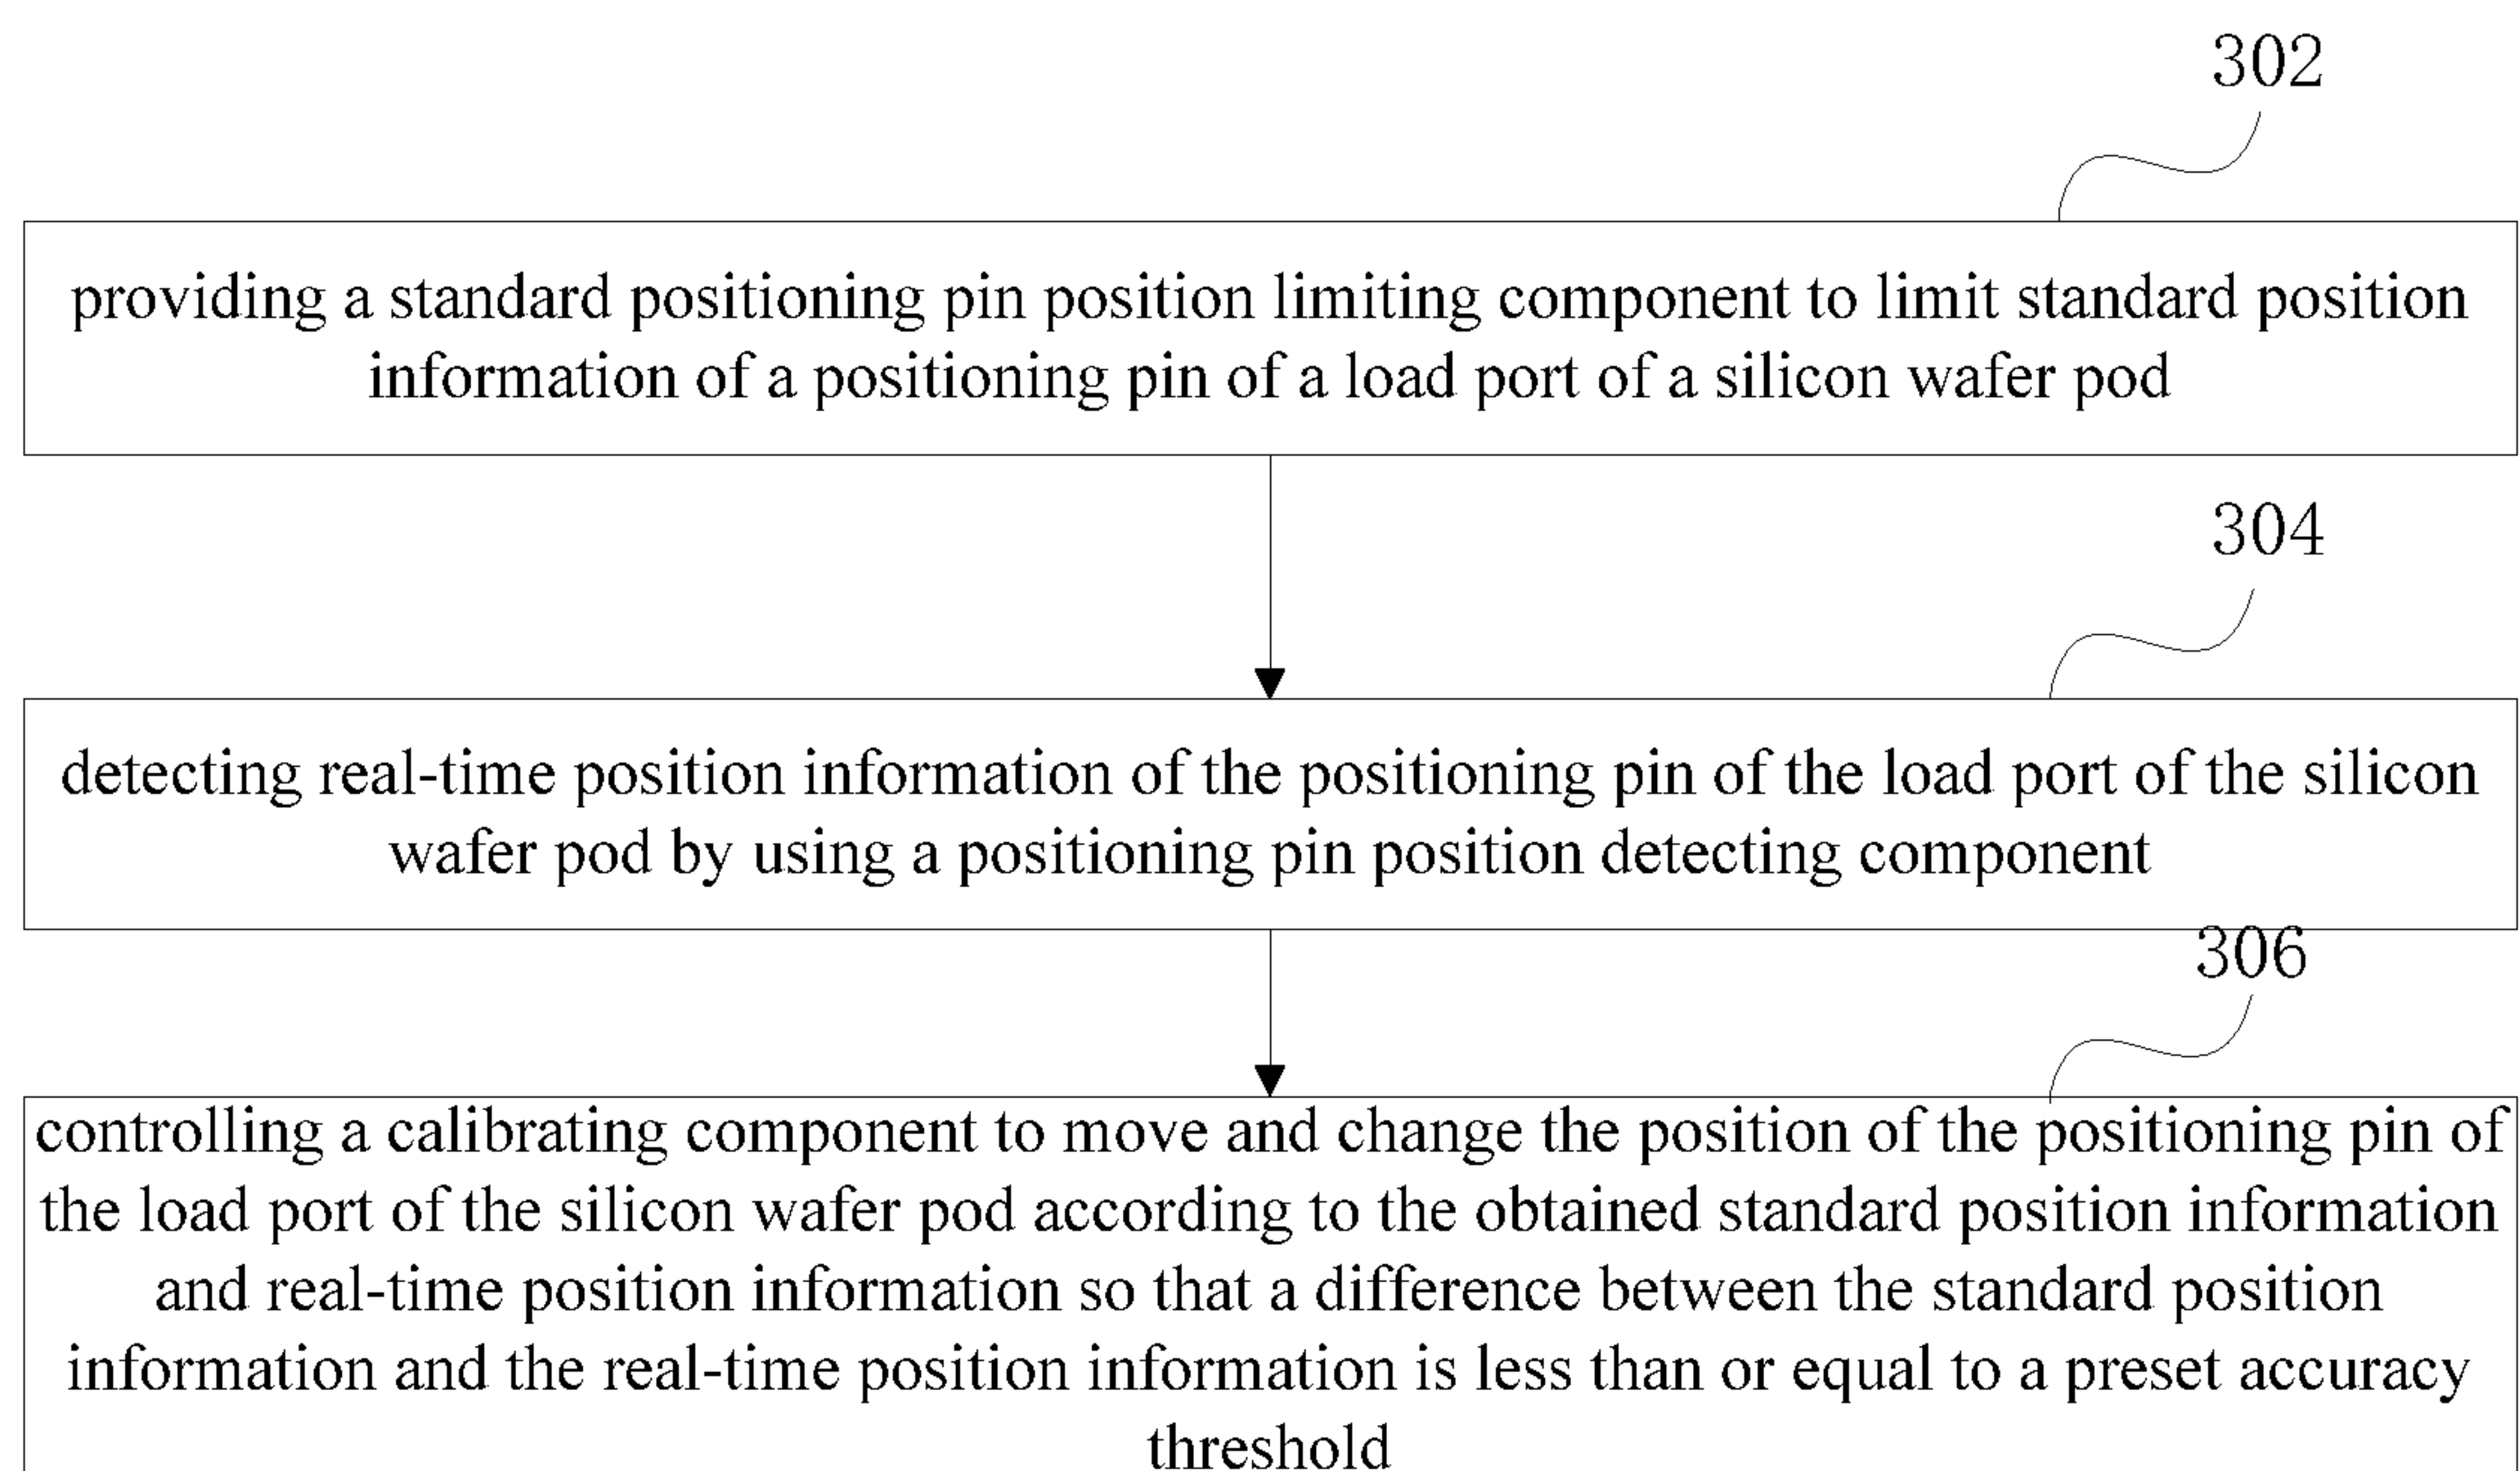 302
providing a standard positioning pin position limiting component to limit standard position
information of a positioning pin of a load port of a silicon wafer pod
304
detecting real-time position information of the positioning pin of the load port of the silicon
wafer pod by using a positioning pin position detecting component
306
controlling a calibrating component to move and change the position of the positioning pin of
the load port of the silicon wafer pod according to the obtained standard position information
and real-time position information so that a difference between the standard position
information and the real-time position information is less than or equal to a preset accuracy
threshold